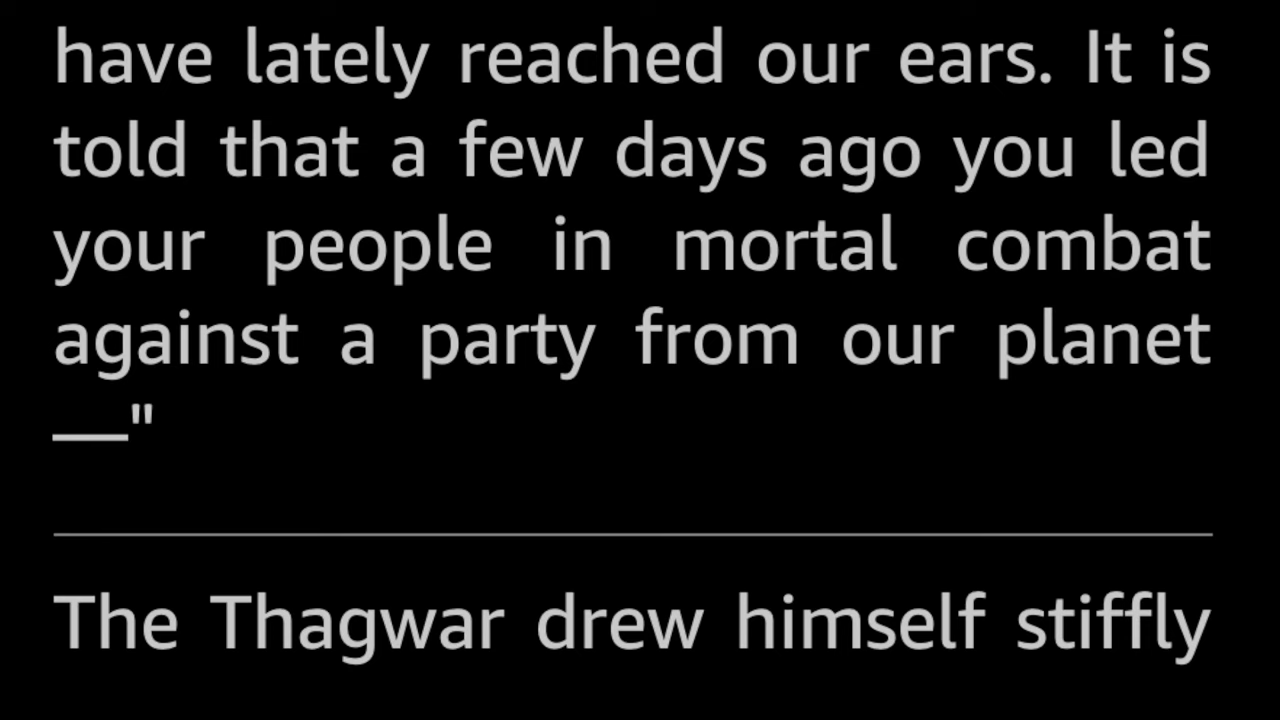 have lately reached our ears. It is
told that a few days ago you led
your people in mortal combat
against a party from our planet
—"
The Thagwar drew himself stiffly